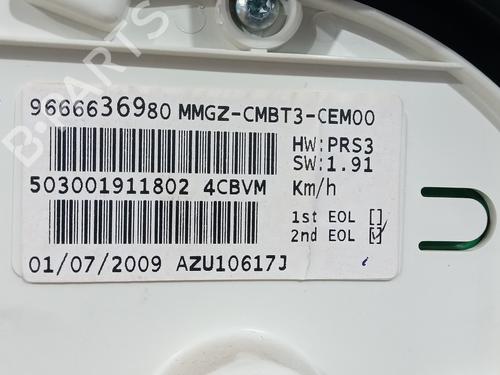 9666636980 MMGZ-CMBT3-CEM00
HW:PRS3
SW:1.91
503001911802 4CBVM Km/h
1st EOL []
2nd EOL [✓]
01/07/2009 AZU10617J
B-PARTS